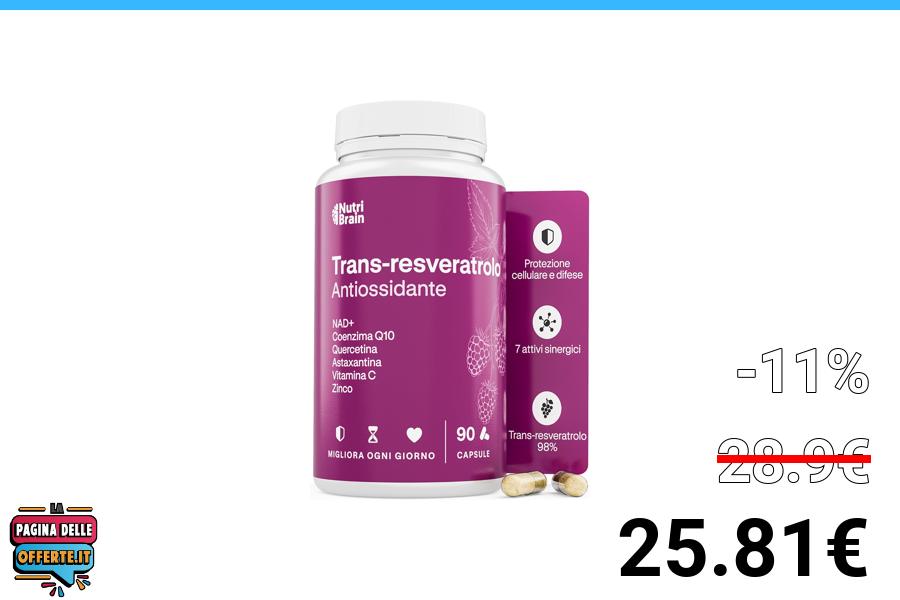 Nutri
Brain
Trans-resveratrolo
Antiossidante
NAD+
Coenzima Q10
Quercetina
Astaxantina
Vitamina C
Zinco
MIGLIORA OGNI GIORNO
90
CAPSULE
Protezione
cellulare e difese
7 attivi sinergici
Trans-resveratrolo
98%
-11%
28.9€
25.81€
LA
PAGINA DELLE
OFFERTE.IT